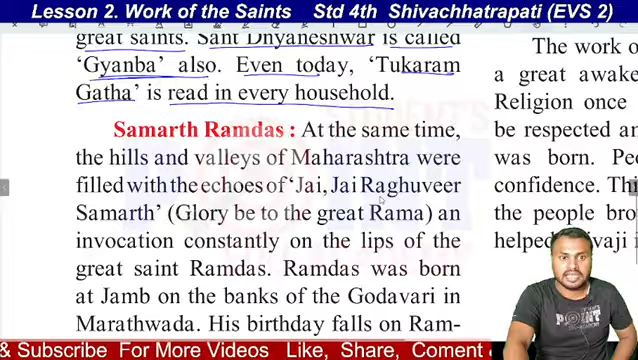 Lesson 2. Work of the Saints Std 4th Shivachhatrapati (EVS 2)
great saints. Sant Dnyaneshwar is called
'Gyanba' also. Even today, 'Tukaram
Gatha' is read in every household.
Samarth Ramdas : At the same time,
the hills and valleys of Maharashtra were
filled with the echoes of 'Jai, Jai Raghuveer
Samarth' (Glory be to the great Rama) an
invocation constantly on the lips of the
great saint Ramdas. Ramdas was born
at Jamb on the banks of the Godavari in
Marathwada. His birthday falls on Ram-
The work o
a great awake
Religion once
be respected an
was born. Peo
confidence. Thi
the people bro
helped
& Subscribe For More Videos Like, Share, Coment